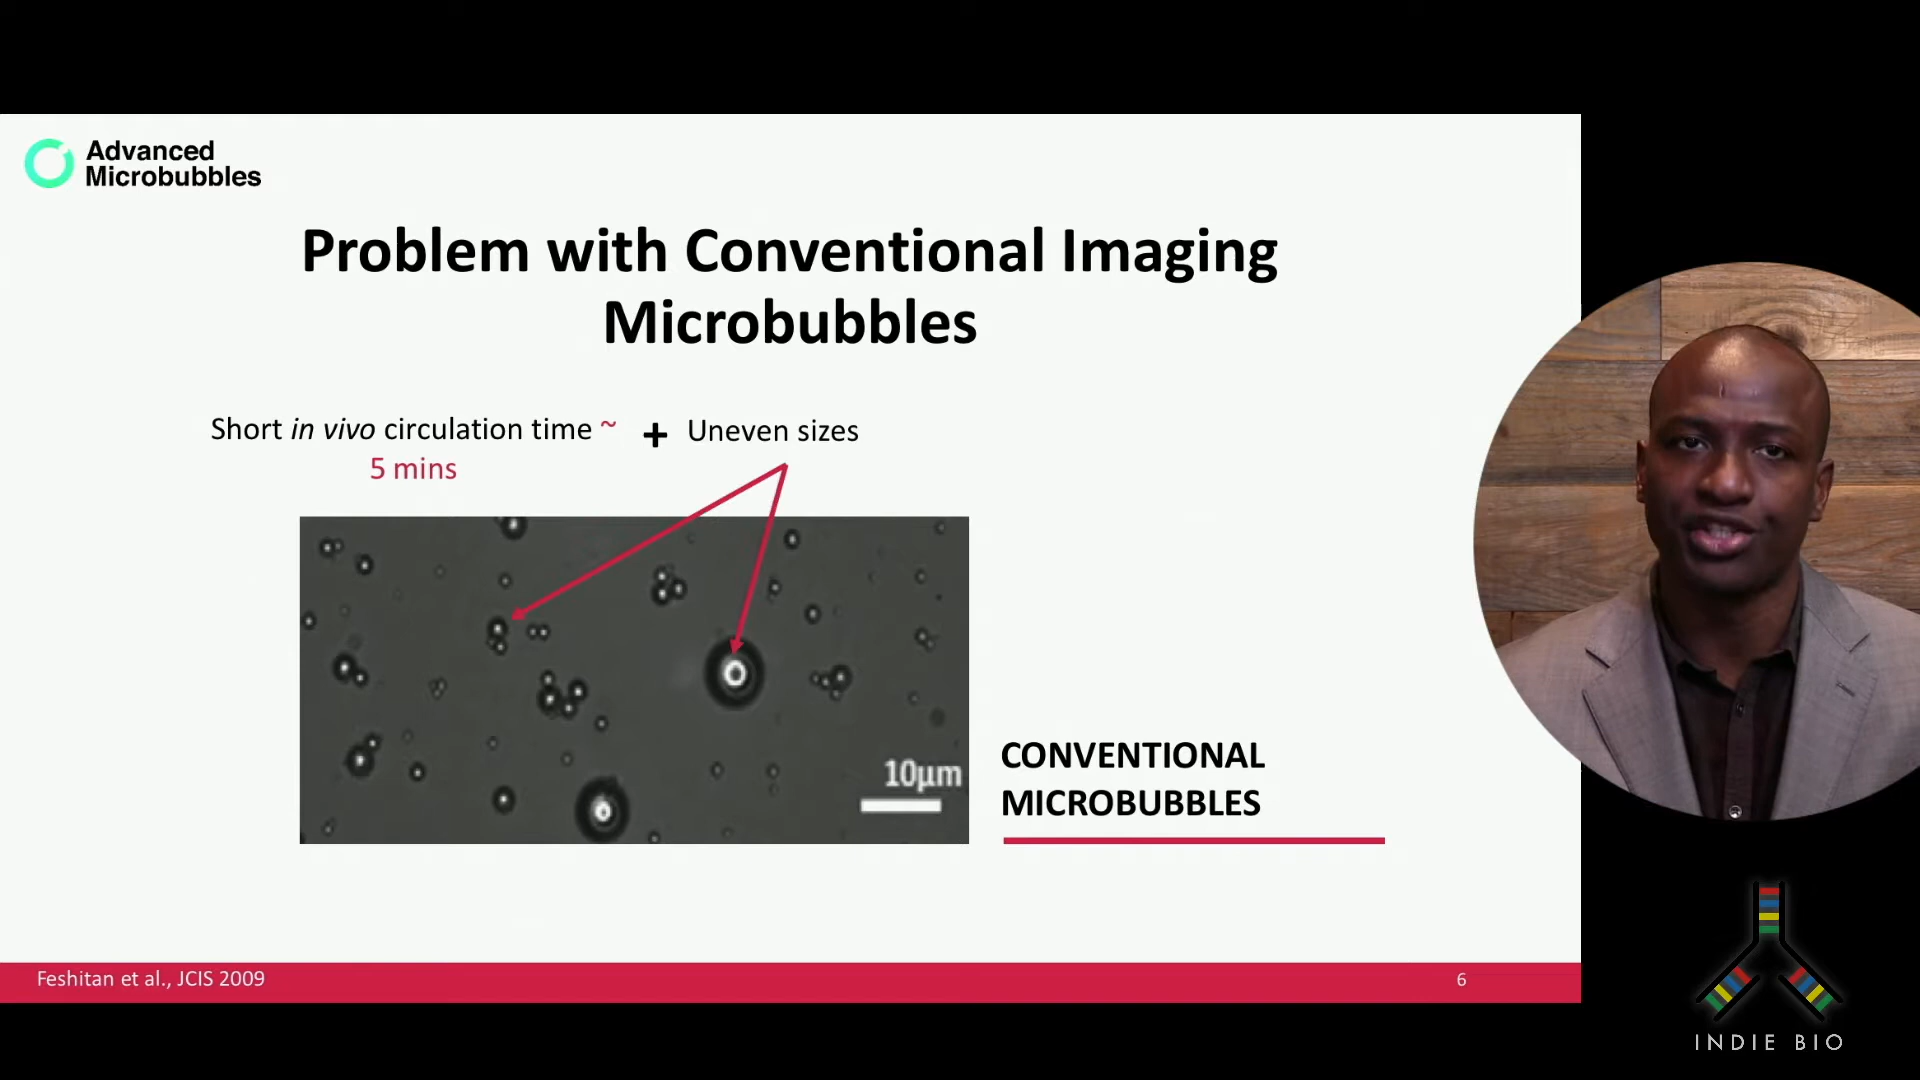 Advanced
Microbubbles
Problem with Conventional Imaging
Microbubbles
Short in vivo circulation time ~
5 mins
+ Uneven sizes
10μm
CONVENTIONAL
MICROBUBBLES
Feshitan et al., JCIS 2009
6
INDIE BIO